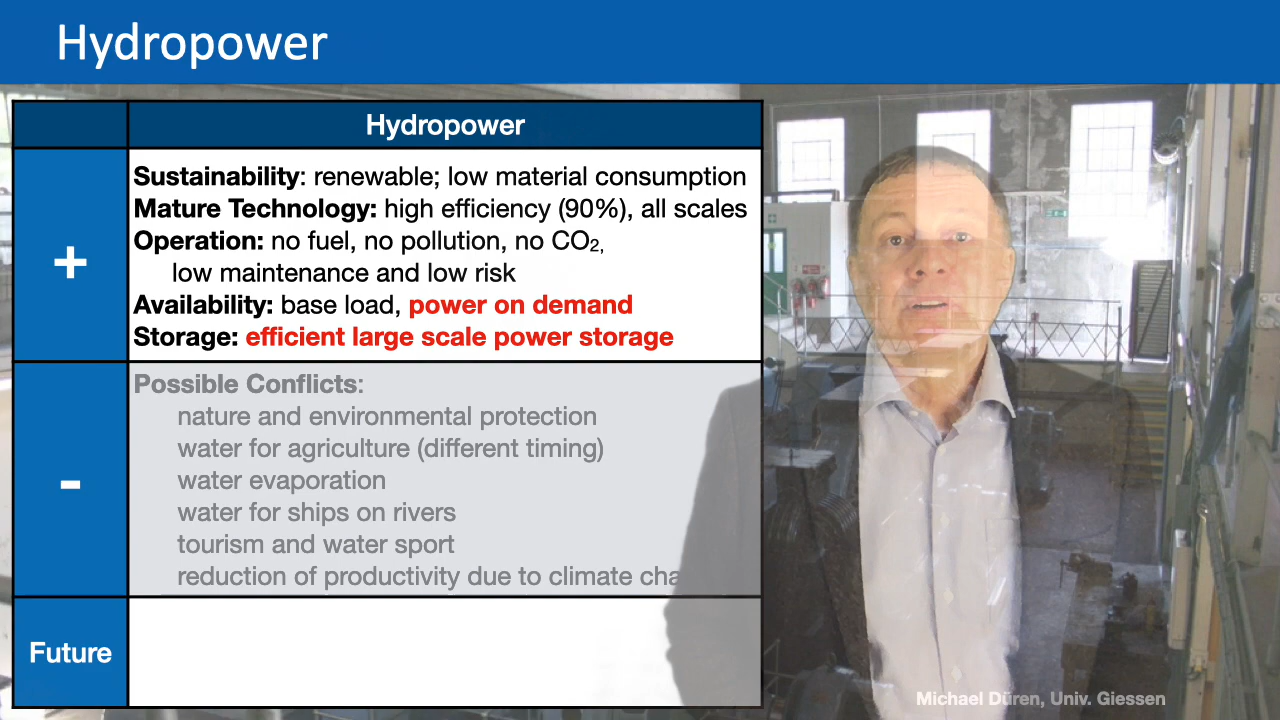 Hydropower
Hydropower
+
Sustainability: renewable; low material consumption
Mature Technology: high efficiency (90%), all scales
Operation: no fuel, no pollution, no CO₂,
low maintenance and low risk
Availability: base load, power on demand
Storage: efficient large scale power storage
-
Possible Conflicts:
nature and environmental protection
water for agriculture (different timing)
water evaporation
water for ships on rivers
tourism and water sport
reduction of productivity due to climate cha
Future
Michael Düren, Univ. Giessen